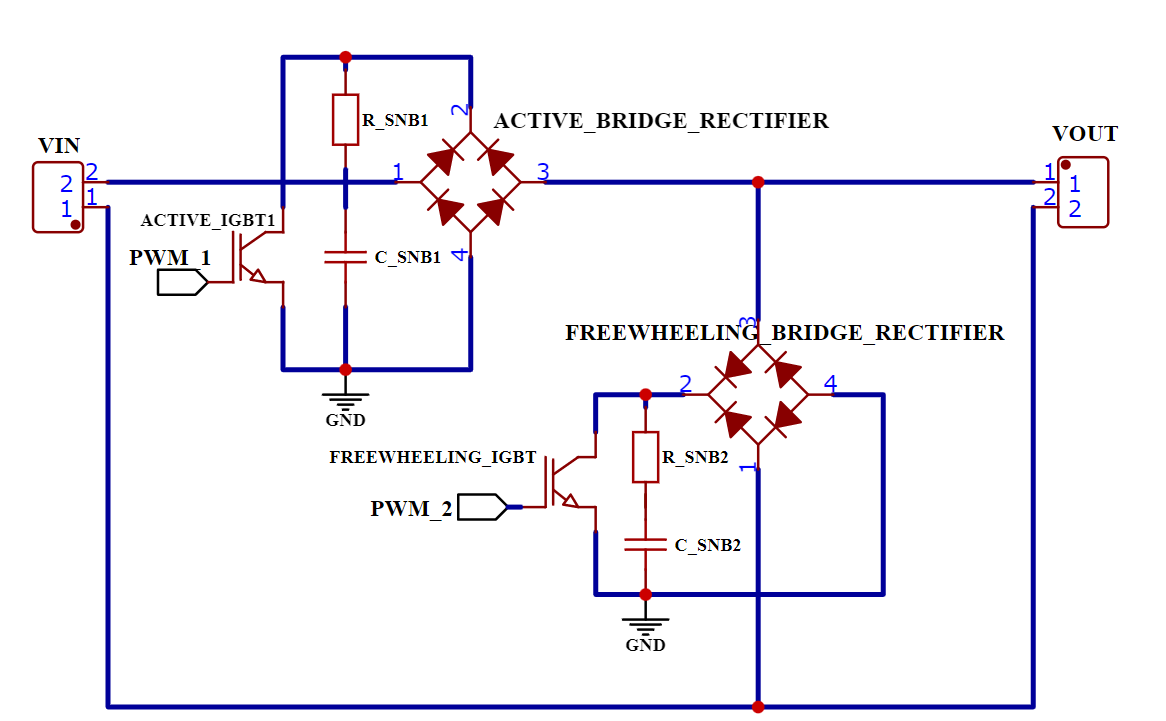 VIN
2
1
2
1
ACTIVE_IGBT1
PWM_1
R_SNB1
C_SNB1
GND
ACTIVE_BRIDGE_RECTIFIER
2
1
3
4
VOUT
1
2
1
2
FREEWHEELING_BRIDGE_RECTIFIER
3
2
4
1
FREEWHEELING_IGBT
PWM_2
R_SNB2
C_SNB2
GND